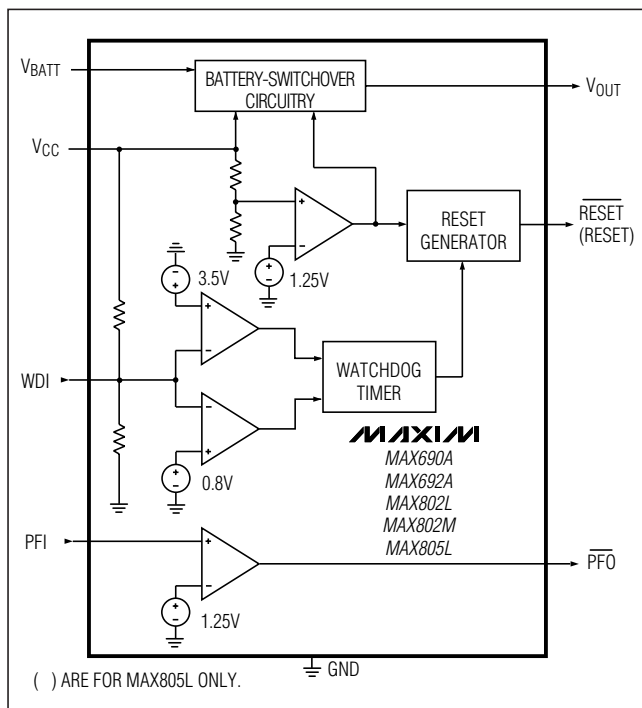 VBATT
BATTERY-SWITCHOVER
CIRCUITRY
VOUT
VCC
+
−
1.25V
RESET
GENERATOR
RESET
(RESET)
−
+
3.5V
+
−
WDI
−
+
0.8V
WATCHDOG
TIMER
MAXIM
MAX690A
MAX692A
MAX802L
MAX802M
MAX805L
PFI
+
−
1.25V
PFO
GND
( ) ARE FOR MAX805L ONLY.